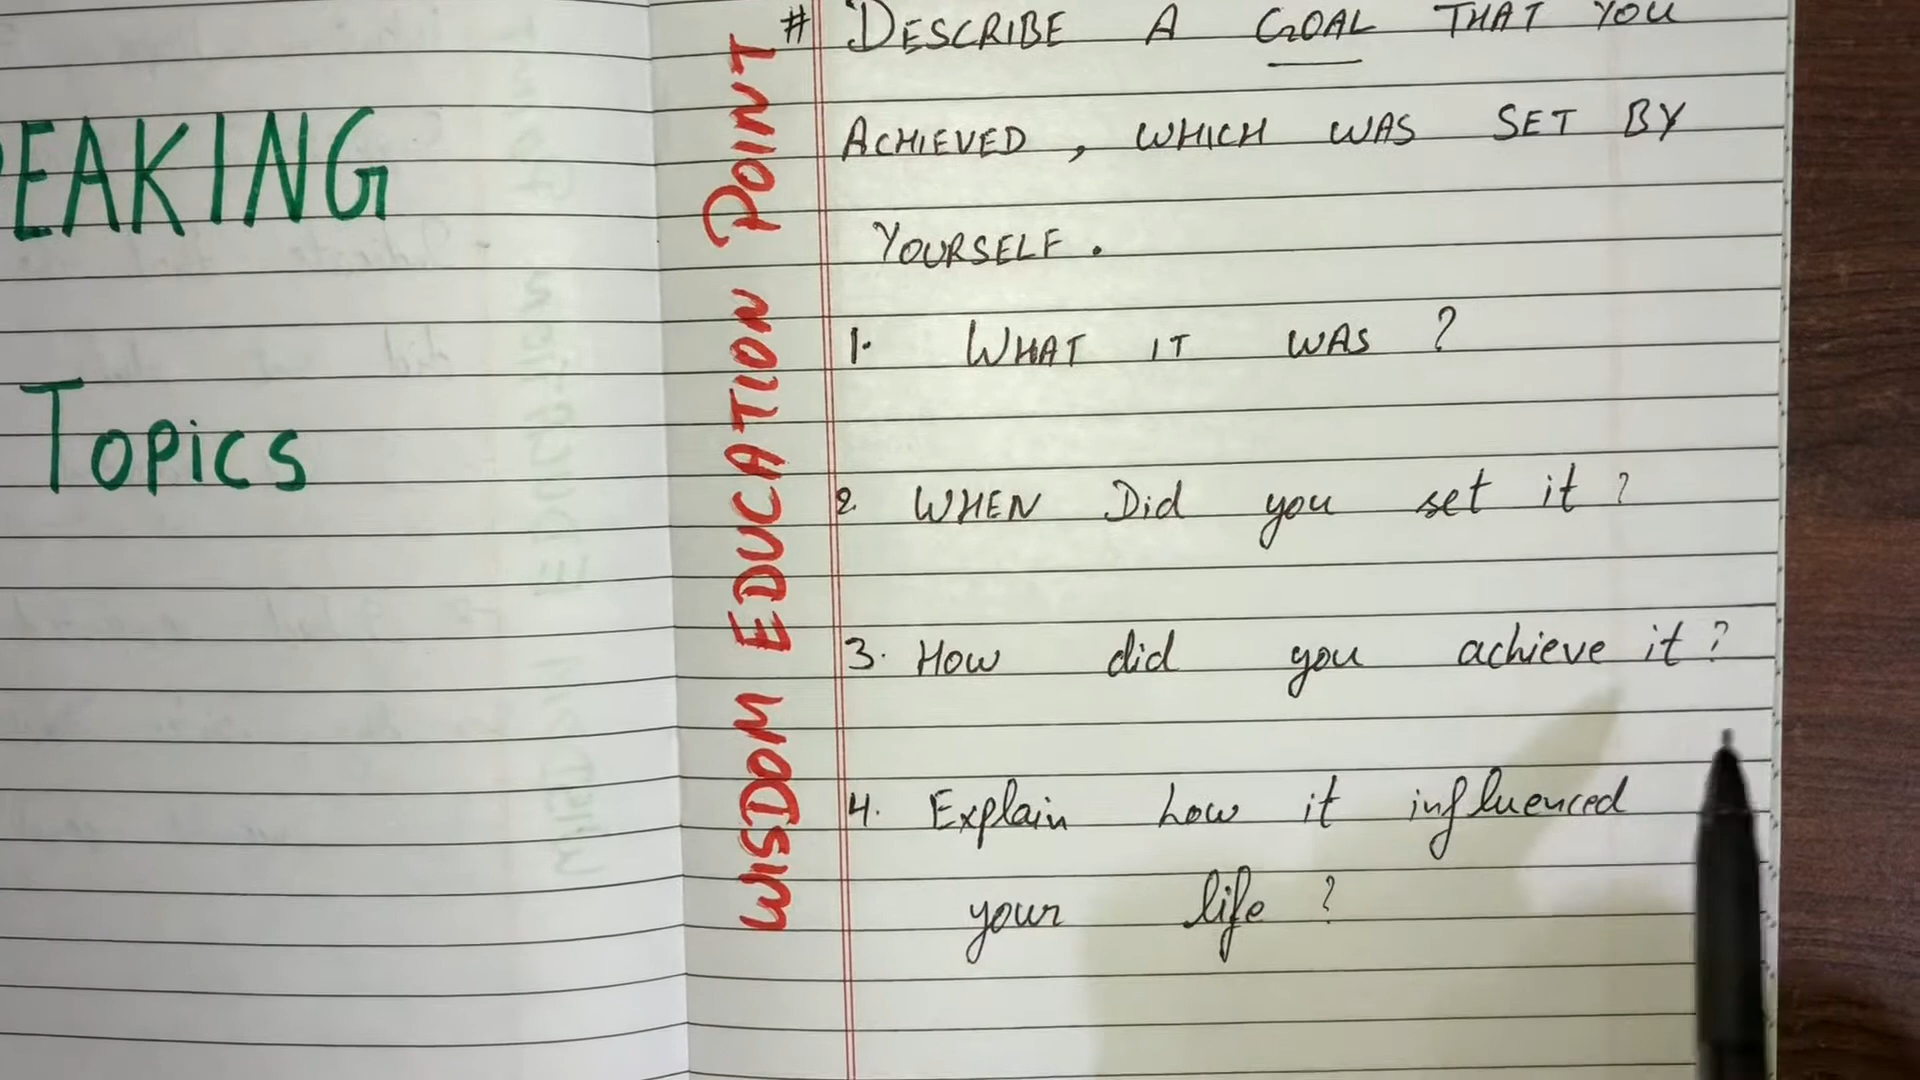 EAKING
Topics
WISDOM EDUCATION POINT
# DESCRIBE A GOAL THAT YOU
ACHIEVED, WHICH WAS SET BY
YOURSELF.
1. WHAT IT WAS ?
2. WHEN Did you set it ?
3. How did you achieve it ?
4. Explain how it influenced
your life ?